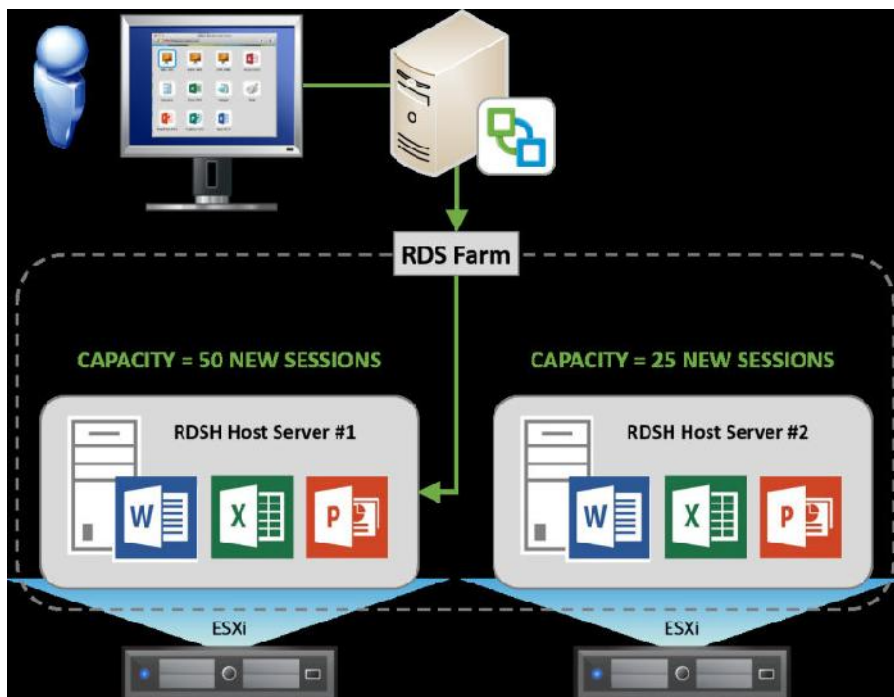 RDS Farm
CAPACITY = 50 NEW SESSIONS
CAPACITY = 25 NEW SESSIONS
RDSH Host Server #1
RDSH Host Server #2
W
X
P
W
X
P
ESXi
ESXi